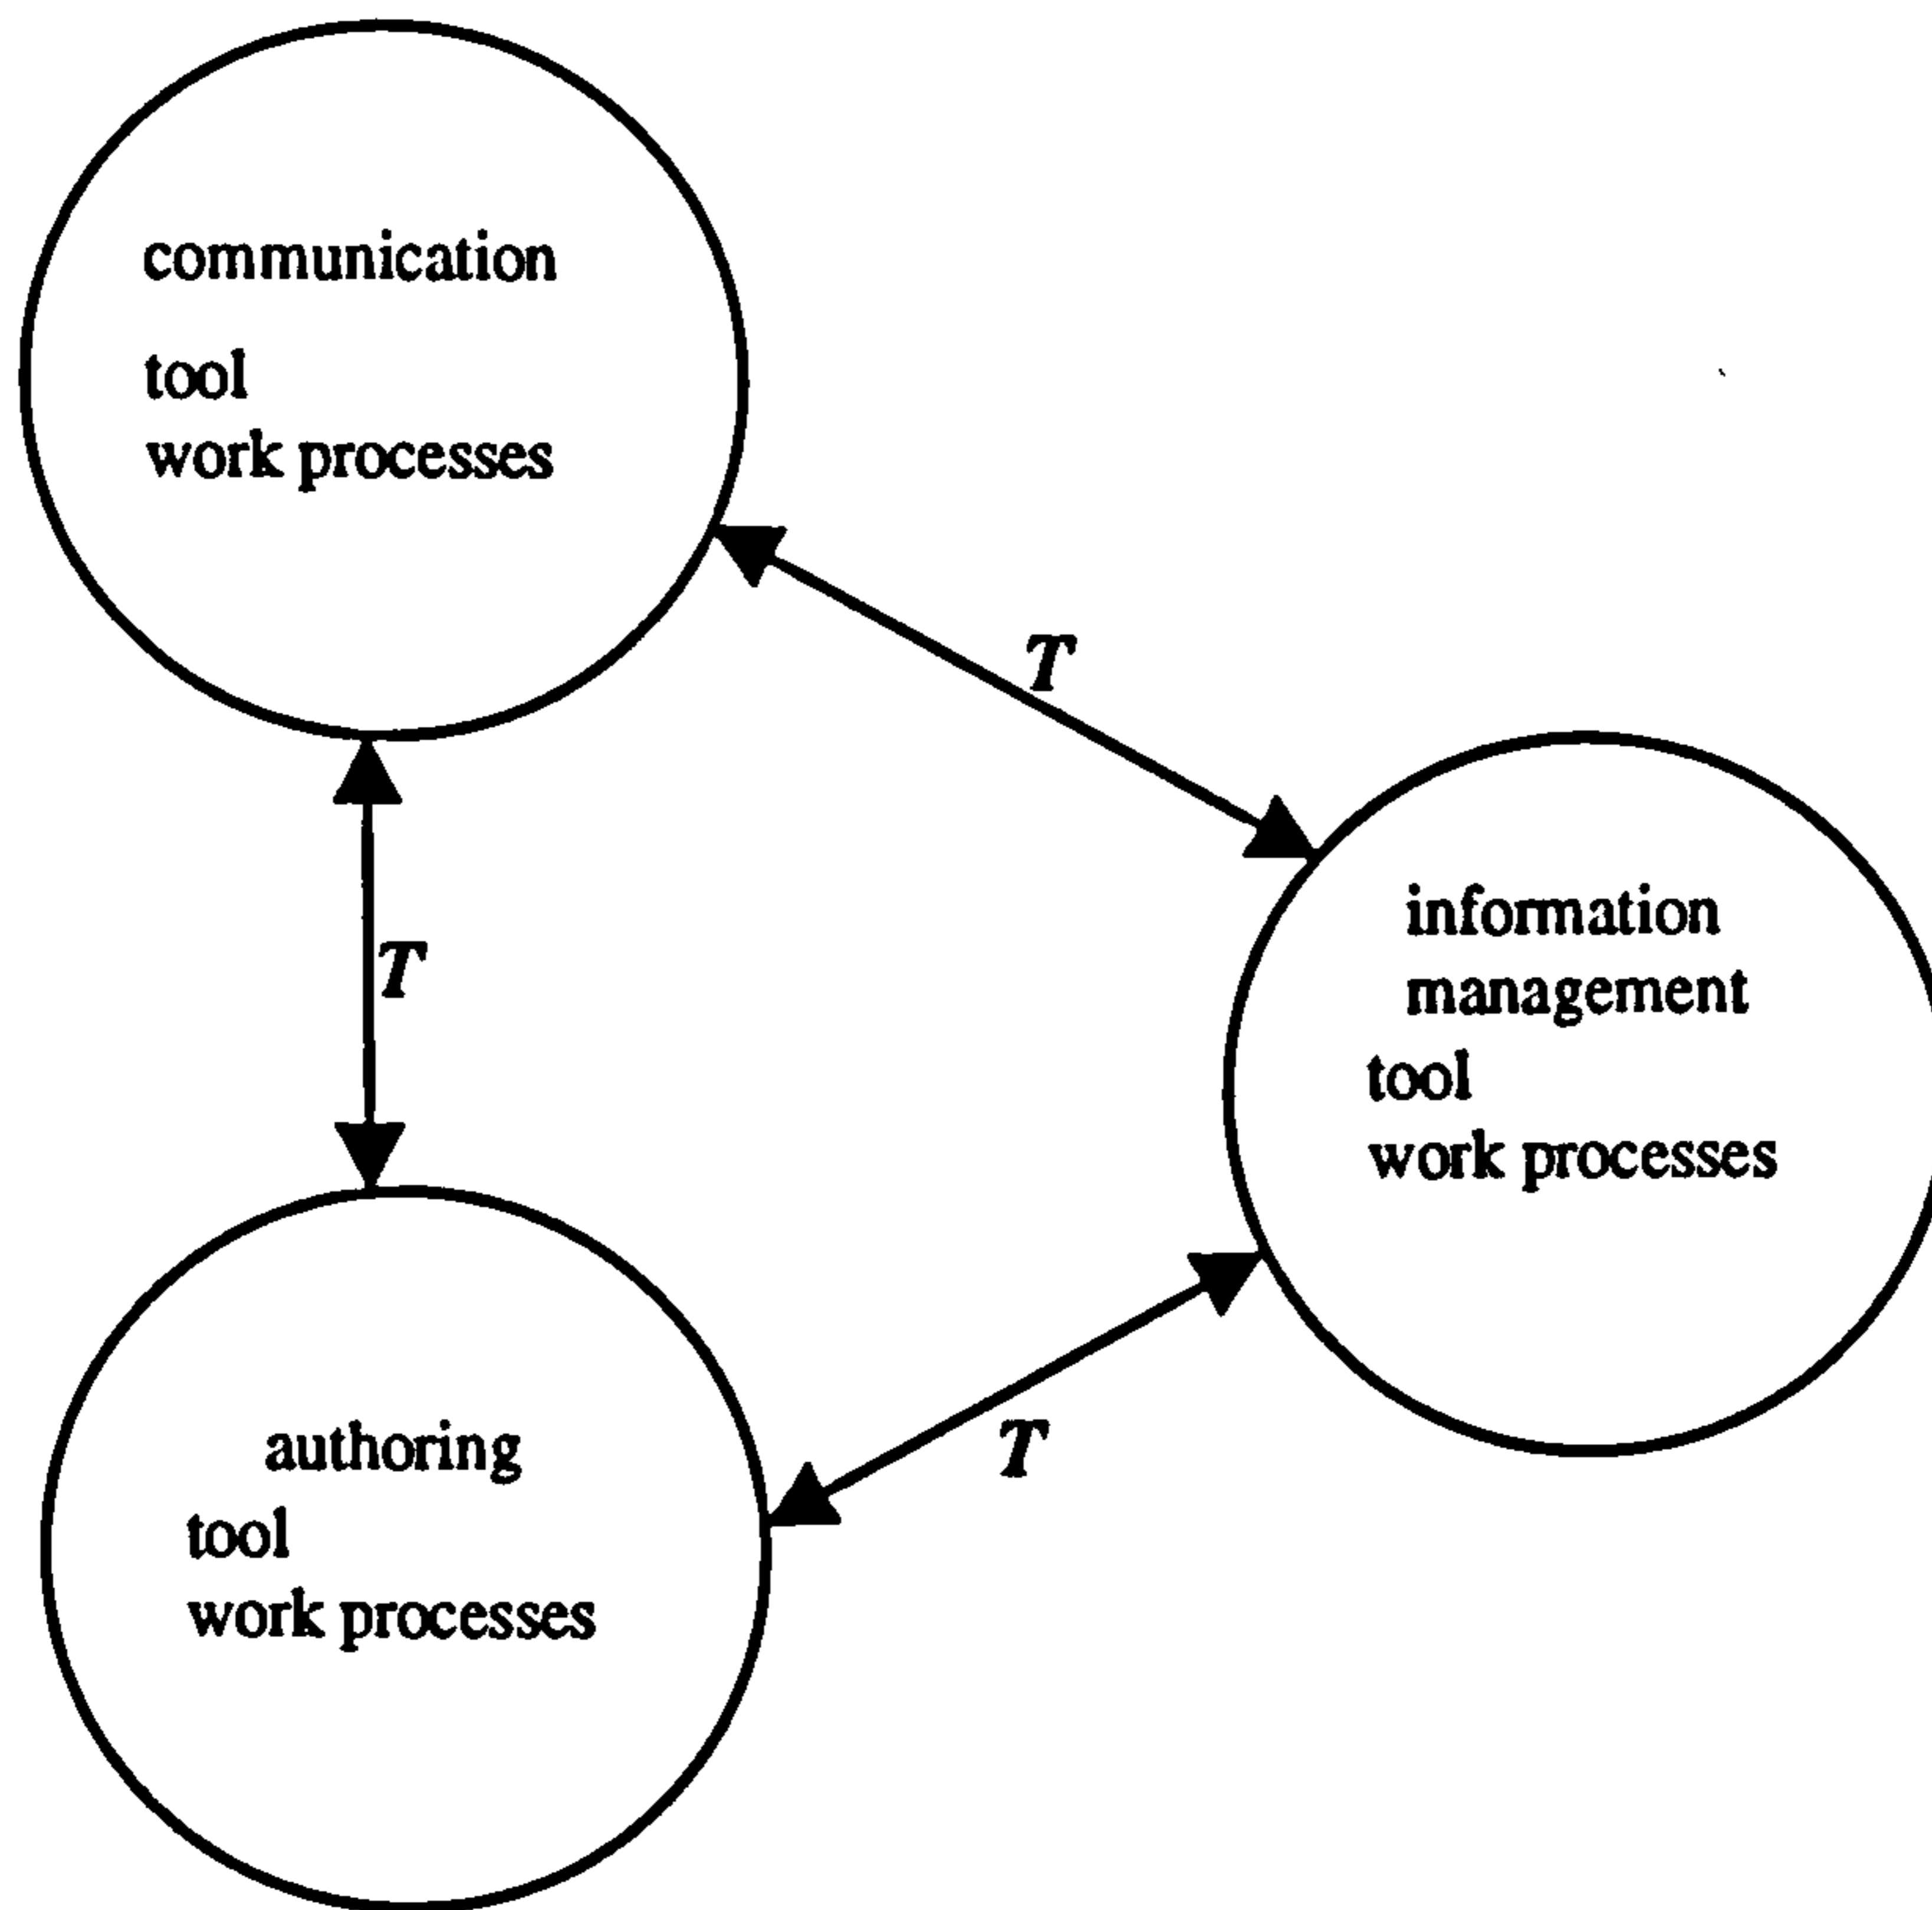 communication
tool
work processes
T
information
management
tool
work processes
T
authoring
tool
work processes
T